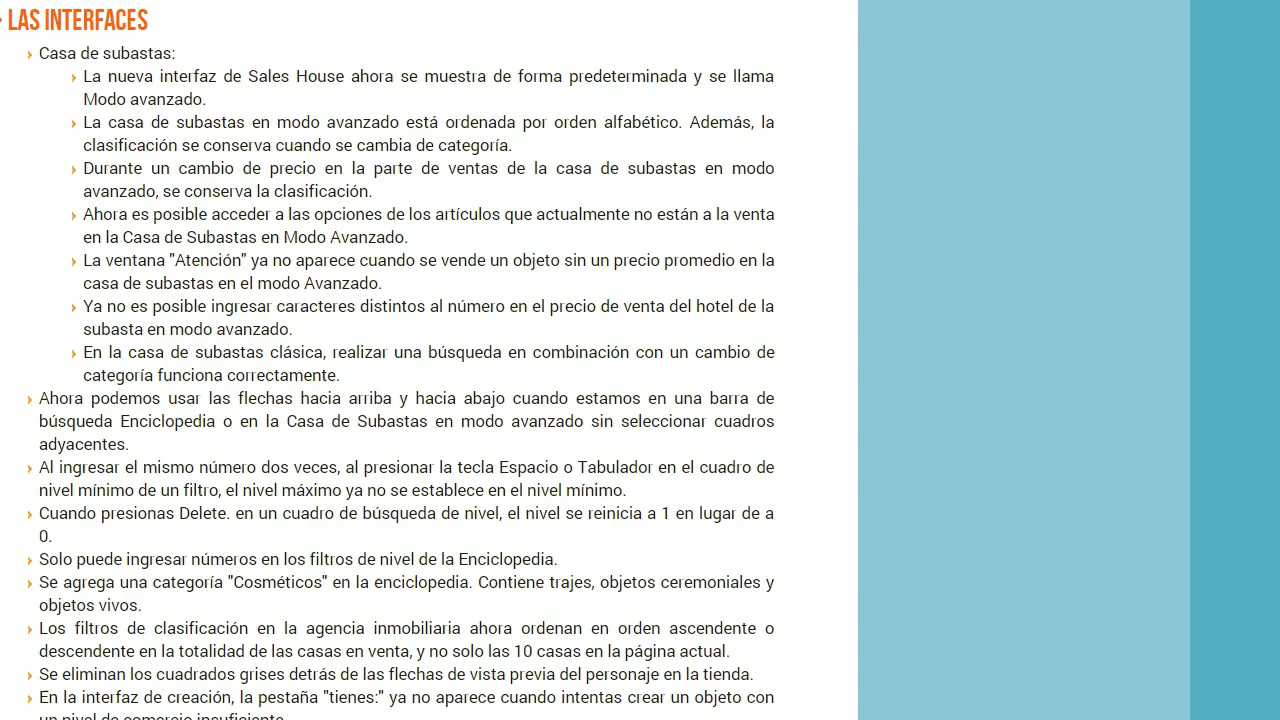 LAS INTERFACES
Casa de subastas:
La nueva interfaz de Sales House ahora se muestra de forma predeterminada y se llama
Modo avanzado.
La casa de subastas en modo avanzado está ordenada por orden alfabético. Además, la
clasificación se conserva cuando se cambia de categoría.
Durante un cambio de precio en la parte de ventas de la casa de subastas en modo
avanzado, se conserva la clasificación.
Ahora es posible acceder a las opciones de los artículos que actualmente no están a la venta
en la Casa de Subastas en Modo Avanzado.
La ventana "Atención" ya no aparece cuando se vende un objeto sin un precio promedio en la
casa de subastas en el modo Avanzado.
Ya no es posible ingresar caracteres distintos al número en el precio de venta del hotel de la
subasta en modo avanzado.
En la casa de subastas clásica, realizar una búsqueda en combinación con un cambio de
categoría funciona correctamente.
Ahora podemos usar las flechas hacia arriba y hacia abajo cuando estamos en una barra de
búsqueda Enciclopedia o en la Casa de Subastas en modo avanzado sin seleccionar cuadros
adyacentes.
Al ingresar el mismo número dos veces, al presionar la tecla Espacio o Tabulador en el cuadro de
nivel mínimo de un filtro, el nivel máximo ya no se establece en el nivel mínimo.
Cuando presionas Delete. en un cuadro de búsqueda de nivel, el nivel se reinicia a 1 en lugar de a
0.
Solo puede ingresar números en los filtros de nivel de la Enciclopedia.
Se agrega una categoría "Cosméticos" en la enciclopedia. Contiene trajes, objetos ceremoniales y
objetos vivos.
Los filtros de clasificación en la agencia inmobiliaria ahora ordenan en orden ascendente o
descendente en la totalidad de las casas en venta, y no solo las 10 casas en la página actual.
Se eliminan los cuadrados grises detrás de las flechas de vista previa del personaje en la tienda.
En la interfaz de creación, la pestaña "tienes:" ya no aparece cuando intentas crear un objeto con
un nivel de comercio insuficiente.